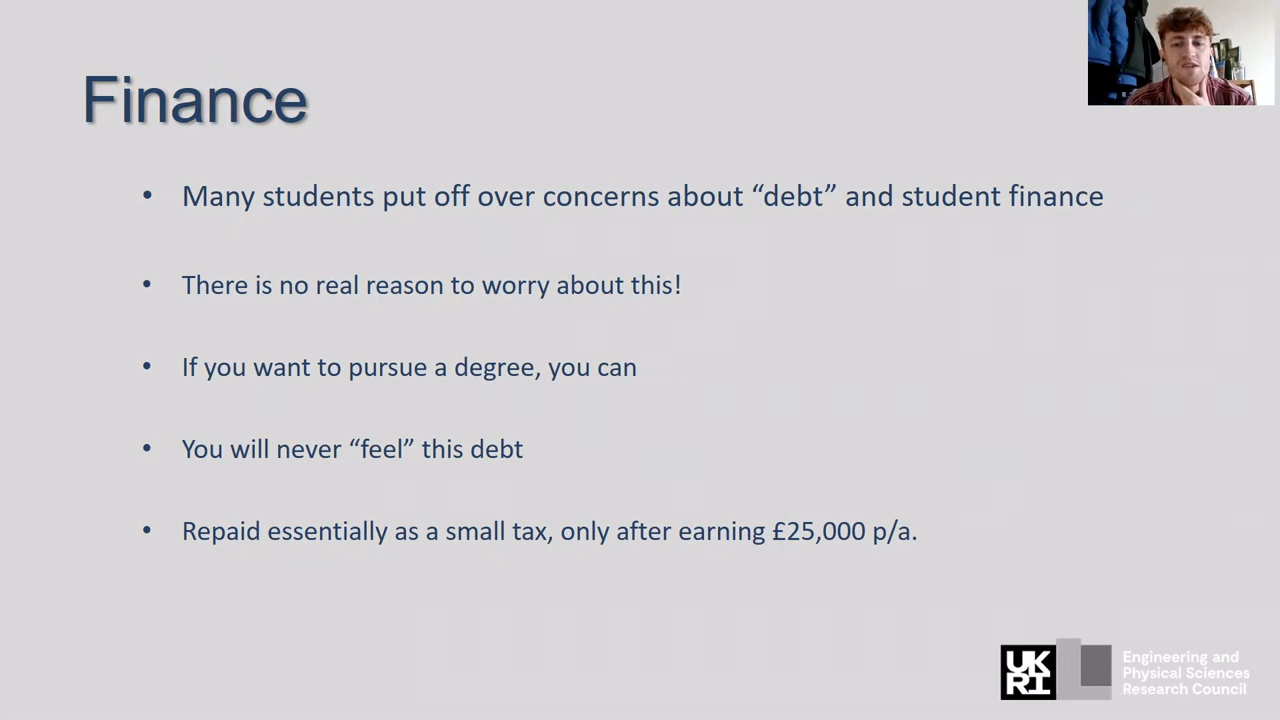 Finance
• Many students put off over concerns about “debt” and student finance
• There is no real reason to worry about this!
• If you want to pursue a degree, you can
• You will never “feel” this debt
• Repaid essentially as a small tax, only after earning £25,000 p/a.
UK
RI
Engineering and
Physical Sciences
Research Council